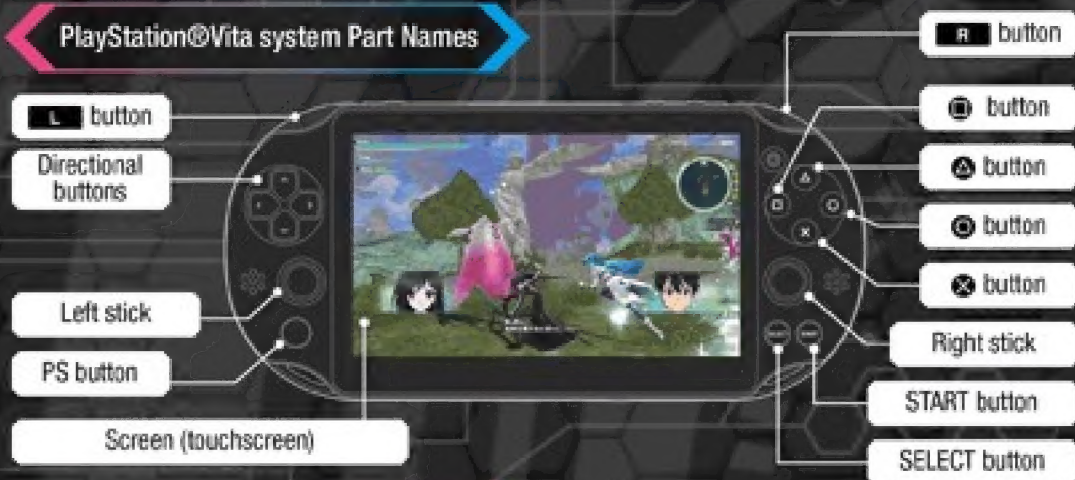 PlayStation®Vita system Part Names
L button
Directional
buttons
Left stick
PS button
Screen (touchscreen)
R button
button
button
button
button
Right stick
START button
SELECT button